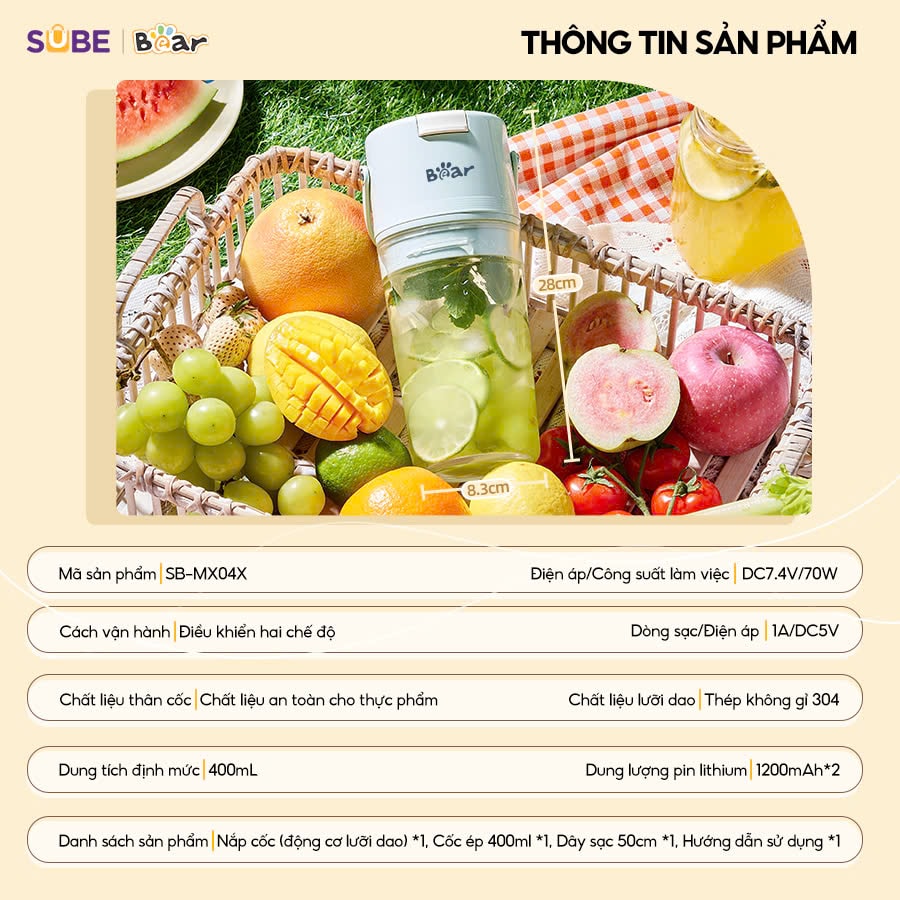 SUBE | Bear
THÔNG TIN SẢN PHẨM
Bear
28cm
8.3cm
Mã sản phẩm | SB-MX04X
Điện áp/Công suất làm việc | DC7.4V/70W
Cách vận hành | Điều khiển hai chế độ
Dòng sạc/Điện áp | 1A/DC5V
Chất liệu thân cốc | Chất liệu an toàn cho thực phẩm
Chất liệu lưỡi dao | Thép không gỉ 304
Dung tích định mức | 400mL
Dung lượng pin lithium | 1200mAh*2
Danh sách sản phẩm | Nắp cốc (động cơ lưỡi dao) *1, Cốc ép 400ml *1, Dây sạc 50cm *1, Hướng dẫn sử dụng *1